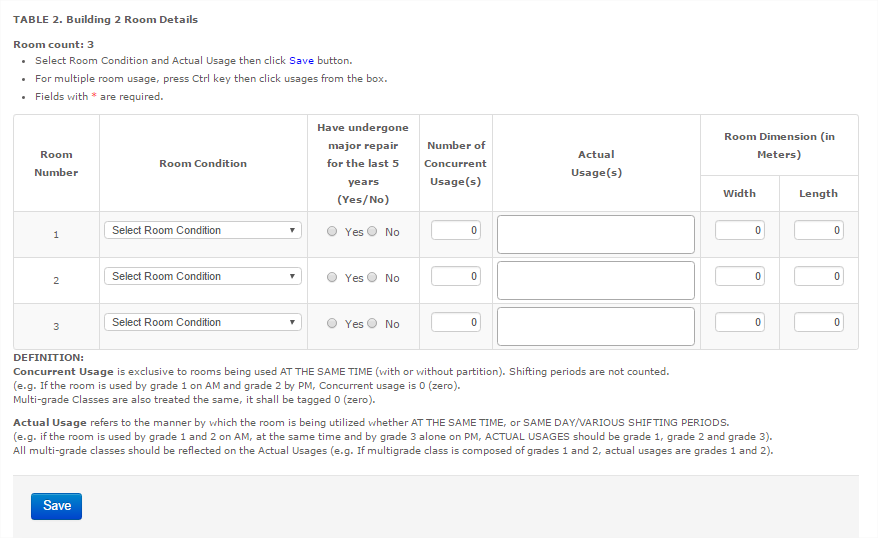 TABLE 2. Building 2 Room Details
Room count: 3
• Select Room Condition and Actual Usage then click Save button.
• For multiple room usage, press Ctrl key then click usages from the box.
• Fields with * are required.
Room Number
Room Condition
Have undergone major repair for the last 5 years (Yes/No)
Number of Concurrent Usage(s)
Actual Usage(s)
Room Dimension (in Meters)
Width
Length
1 Select Room Condition Yes No 0 0 0
2 Select Room Condition Yes No 0 0 0
3 Select Room Condition Yes No 0 0 0
DEFINITION:
Concurrent Usage is exclusive to rooms being used AT THE SAME TIME (with or without partition). Shifting periods are not counted.
(e.g. If the room is used by grade 1 on AM and grade 2 by PM, Concurrent usage is 0 (zero).
Multi-grade Classes are also treated the same, it shall be tagged 0 (zero).
Actual Usage refers to the manner by which the room is being utilized whether AT THE SAME TIME, or SAME DAY/VARIOUS SHIFTING PERIODS.
(e.g. if the room is used by grade 1 and 2 on AM, at the same time and by grade 3 alone on PM, ACTUAL USAGES should be grade 1, grade 2 and grade 3).
All multi-grade classes should be reflected on the Actual Usages (e.g. If multigrade class is composed of grades 1 and 2, actual usages are grades 1 and 2).
Save